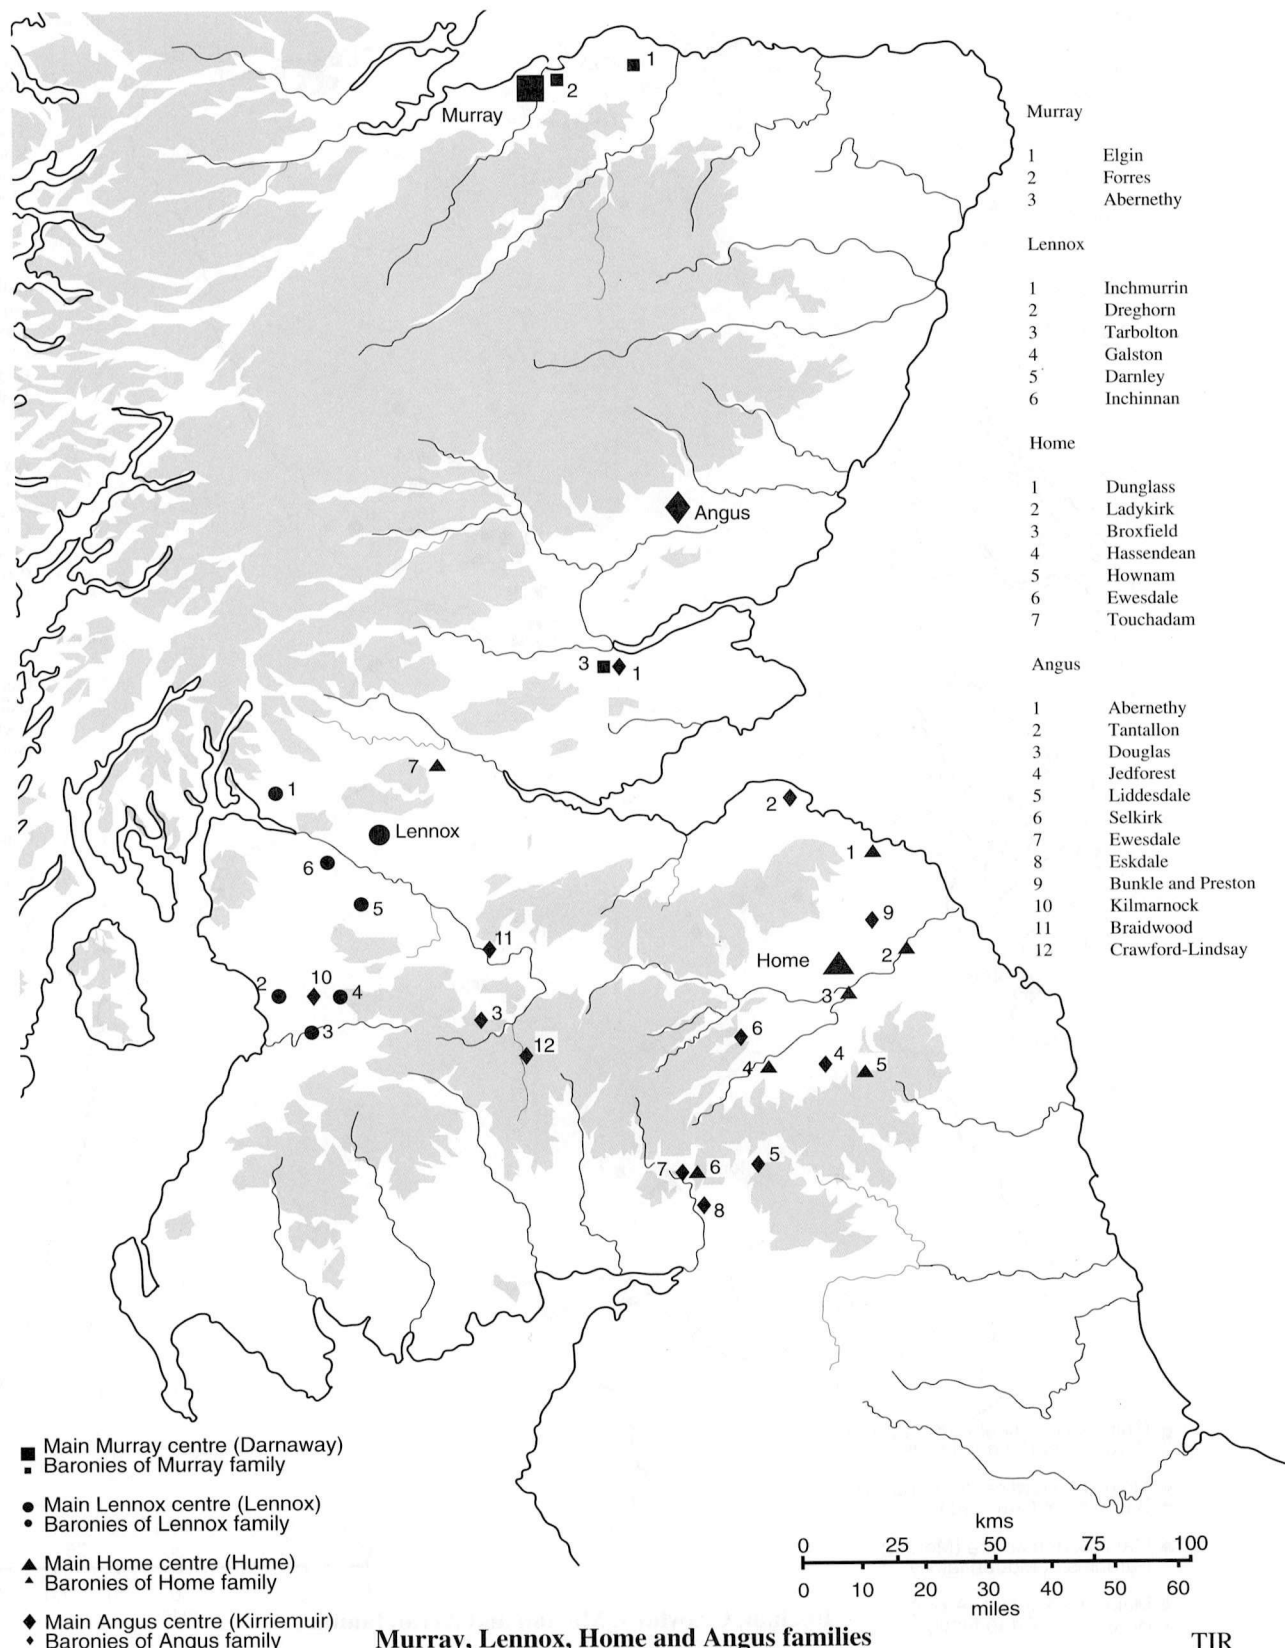 1
2
Murray
Angus
3
1
7
1
Lennox
6
5
2
1
9
11
2
Home
3
2
10
4
3
3
12
6
4
4
5
7
6
5
8
Murray
1 Elgin
2 Forres
3 Abernethy
Lennox
1 Inchmurrin
2 Dreghorn
3 Tarbolton
4 Galston
5 Darnley
6 Inchinnan
Home
1 Dunglass
2 Ladykirk
3 Broxfield
4 Hassendean
5 Hownam
6 Ewesdale
7 Touchadam
Angus
1 Abernethy
2 Tantallon
3 Douglas
4 Jedforest
5 Liddesdale
6 Selkirk
7 Ewesdale
8 Eskdale
9 Bunkle and Preston
10 Kilmarnock
11 Braidwood
12 Crawford-Lindsay
Main Murray centre (Darnaway)
Baronies of Murray family
Main Lennox centre (Lennox)
Baronies of Lennox family
Main Home centre (Hume)
Baronies of Home family
Main Angus centre (Kirriemuir)
Baronies of Angus family
kms
0 25 50 75 100
0 10 20 30 40 50 60
miles
Murray, Lennox, Home and Angus families
TIR